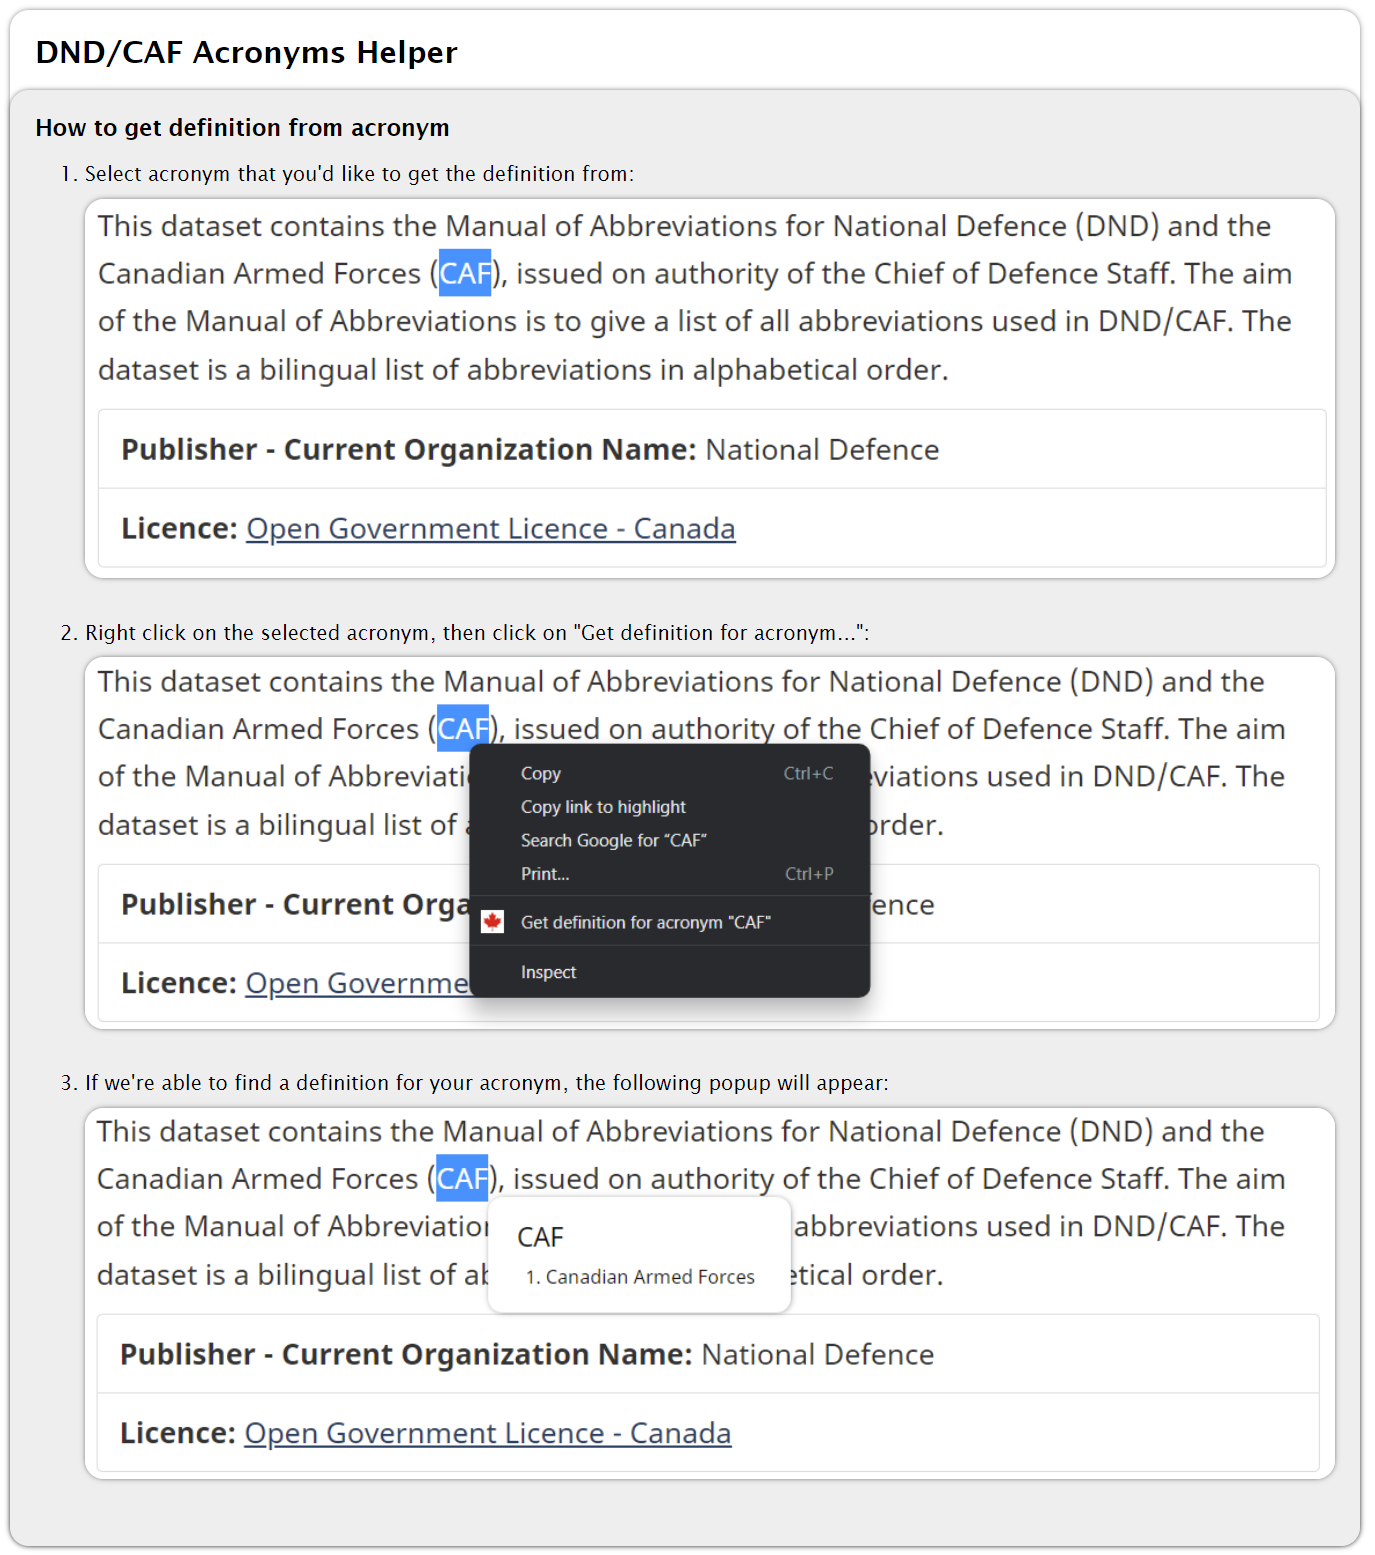 DND/CAF Acronyms Helper
How to get definition from acronym
1. Select acronym that you'd like to get the definition from:
This dataset contains the Manual of Abbreviations for National Defence (DND) and the
Canadian Armed Forces (CAF), issued on authority of the Chief of Defence Staff. The aim
of the Manual of Abbreviations is to give a list of all abbreviations used in DND/CAF. The
dataset is a bilingual list of abbreviations in alphabetical order.
Publisher - Current Organization Name: National Defence
Licence: Open Government Licence - Canada
2. Right click on the selected acronym, then click on "Get definition for acronym...":
This dataset contains the Manual of Abbreviations for National Defence (DND) and the
Canadian Armed Forces (CAF), issued on authority of the Chief of Defence Staff. The aim
of the Manual of Abbreviati eviations used in DND/CAF. The
dataset is a bilingual list of order.
Publisher - Current Orga ence
Licence: Open Governme
Copy Ctrl+C
Copy link to highlight
Search Google for “CAF”
Print... Ctrl+P
Get definition for acronym "CAF"
Inspect
3. If we're able to find a definition for your acronym, the following popup will appear:
This dataset contains the Manual of Abbreviations for National Defence (DND) and the
Canadian Armed Forces (CAF), issued on authority of the Chief of Defence Staff. The aim
of the Manual of Abbreviation abbreviations used in DND/CAF. The
dataset is a bilingual list of ab etical order.
CAF
1. Canadian Armed Forces
Publisher - Current Organization Name: National Defence
Licence: Open Government Licence - Canada